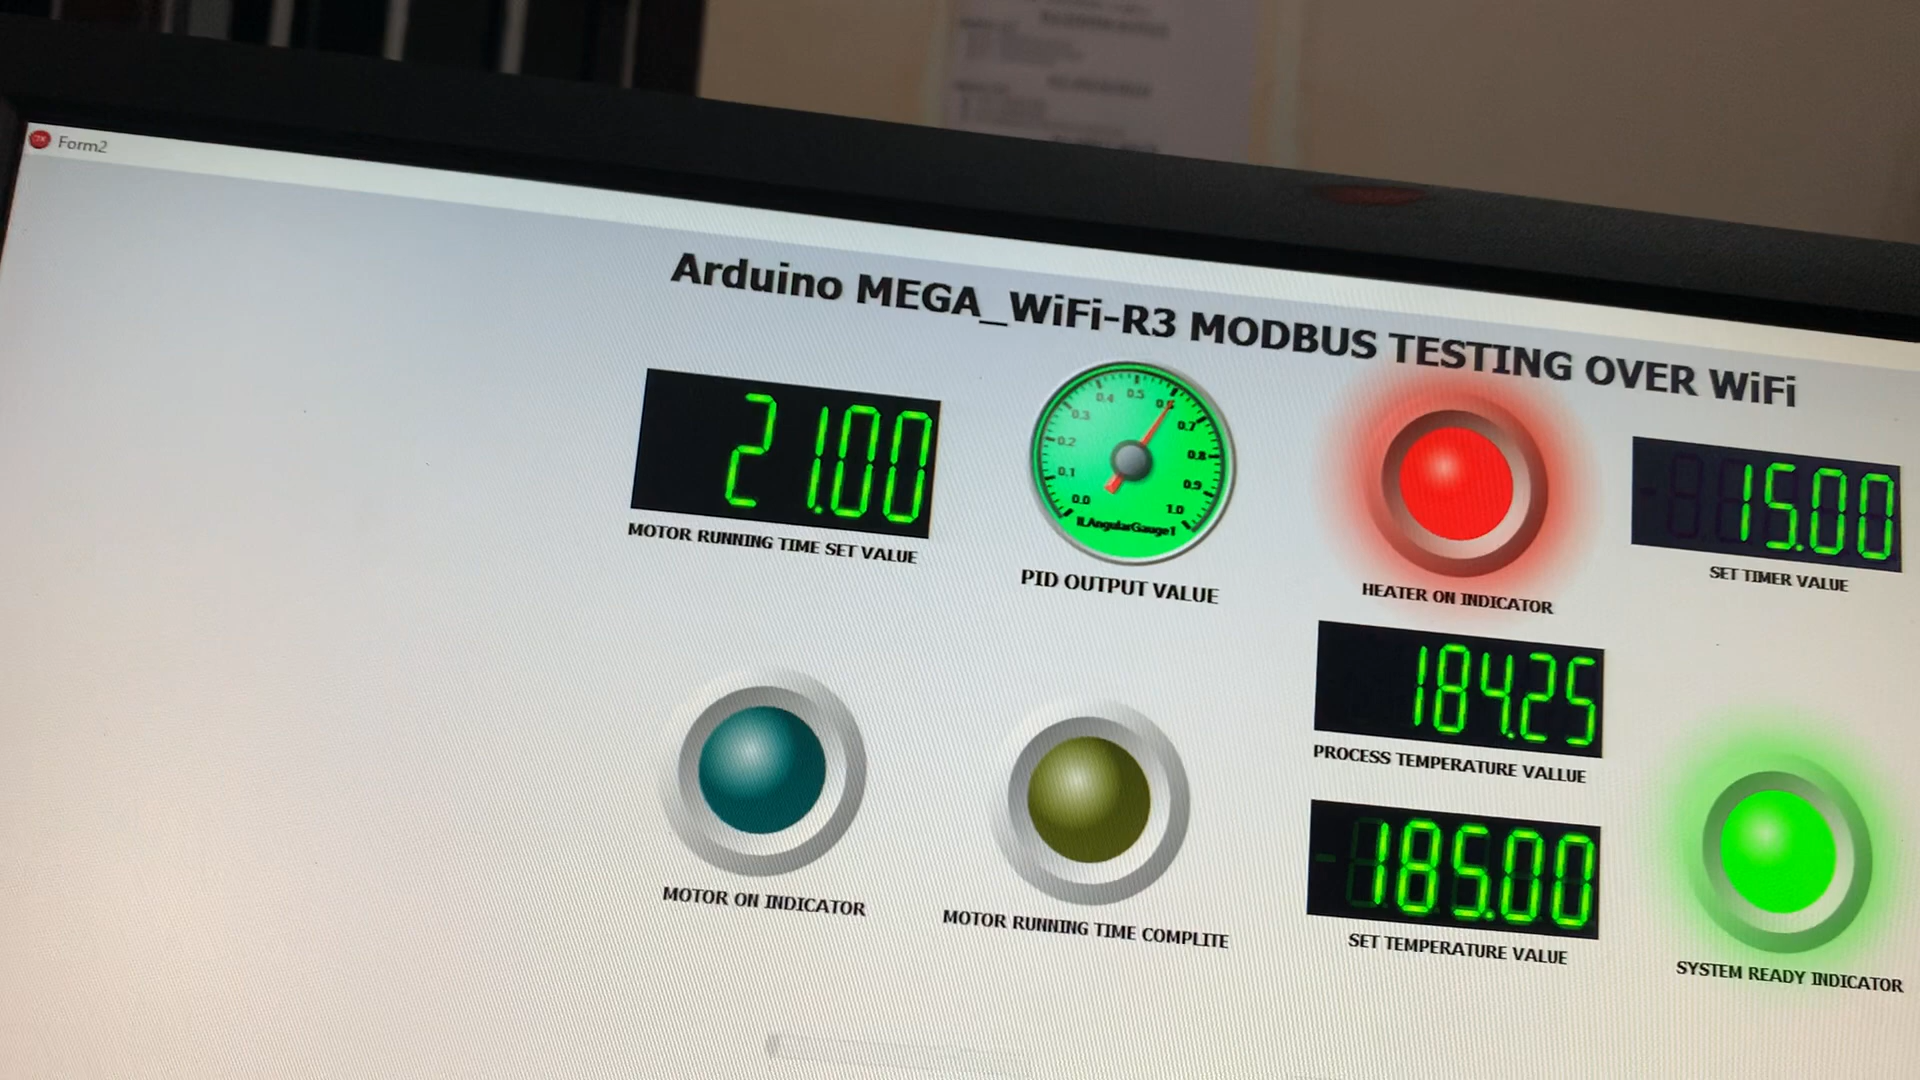 Form2
Arduino MEGA_WiFi-R3 MODBUS TESTING OVER WiFi
21.00
MOTOR RUNNING TIME SET VALUE
0.0 0.1 0.2 0.3 0.4 0.5 0.6 0.7 0.8 0.9 1.0
ILAngularGauge1
PID OUTPUT VALUE
HEATER ON INDICATOR
15.00
SET TIMER VALUE
184.25
PROCESS TEMPERATURE VALLUE
MOTOR ON INDICATOR
MOTOR RUNNING TIME COMPLITE
185.00
SET TEMPERATURE VALUE
SYSTEM READY INDICATOR